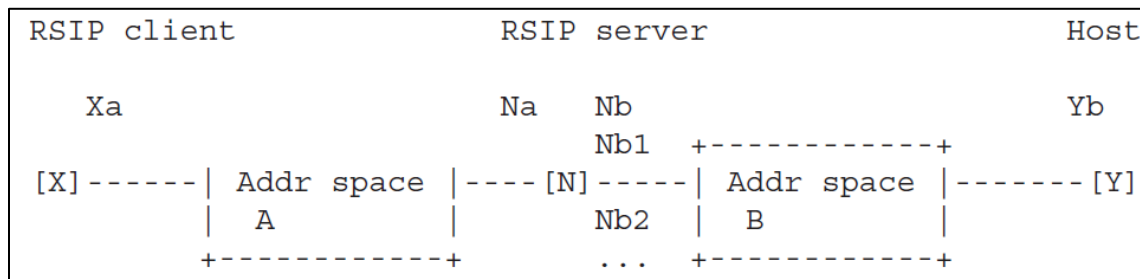 RSIP client                 RSIP server                      Host

   Xa                       Na   Nb                          Yb
                                 Nb1  +------------+
[X]------| Addr space |----[N]-----| Addr space |-------[Y]
         |  A         |          Nb2  |  B         |
         +------------+          ...  +------------+